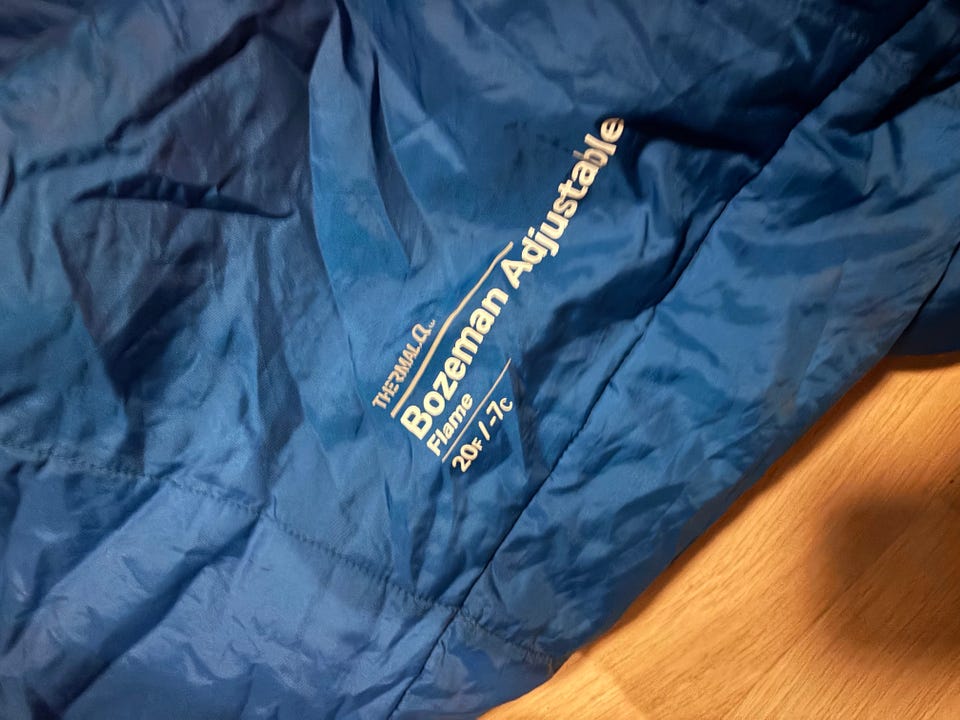 THERMAL.Q
Bozeman Adjustable
Flame
20F / -7C